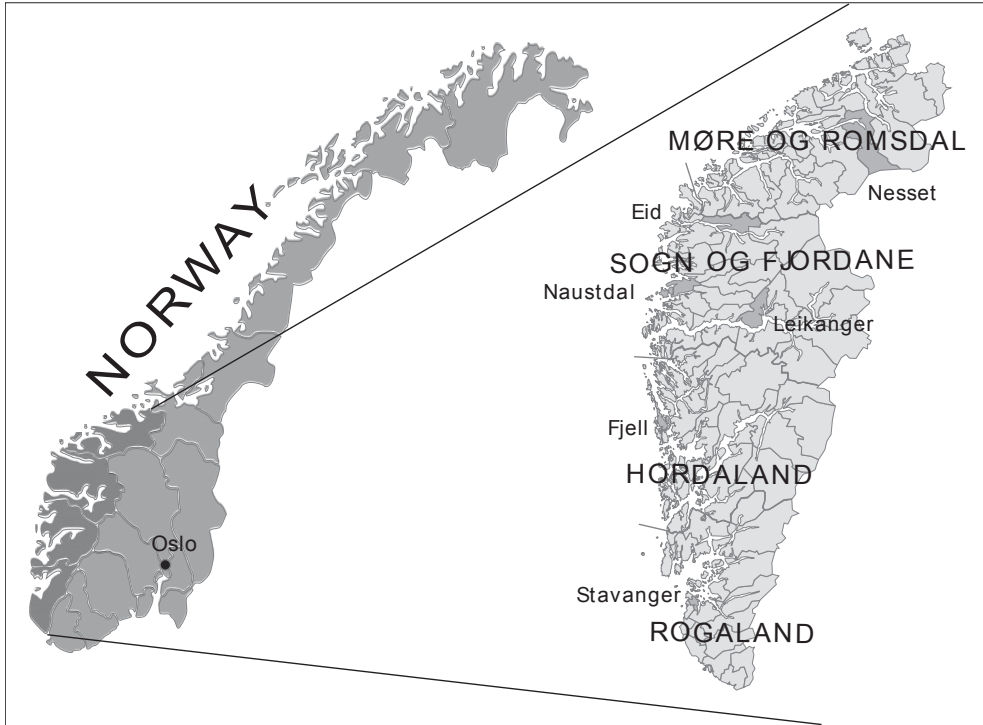 NORWAY
Oslo
MØRE OG ROMSDAL
Nesset
Eid
SOGN OG FJORDANE
Naustdal
Leikanger
Fjell
HORDALAND
Stavanger
ROGALAND